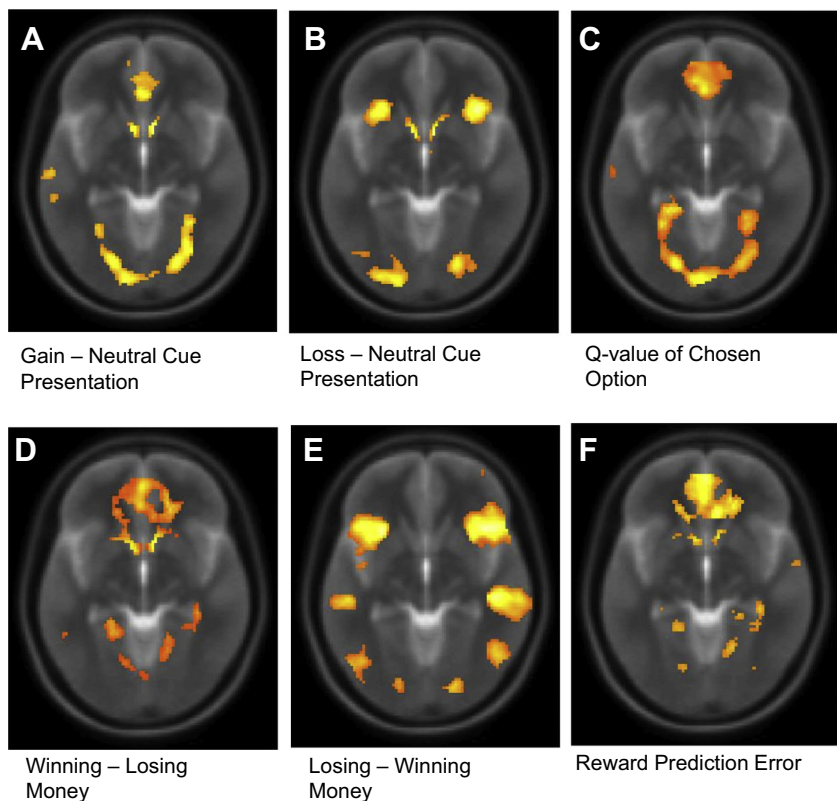 A
B
C
Gain – Neutral Cue
Presentation
Loss – Neutral Cue
Presentation
Q-value of Chosen
Option
D
E
F
Winning – Losing
Money
Losing – Winning
Money
Reward Prediction Error